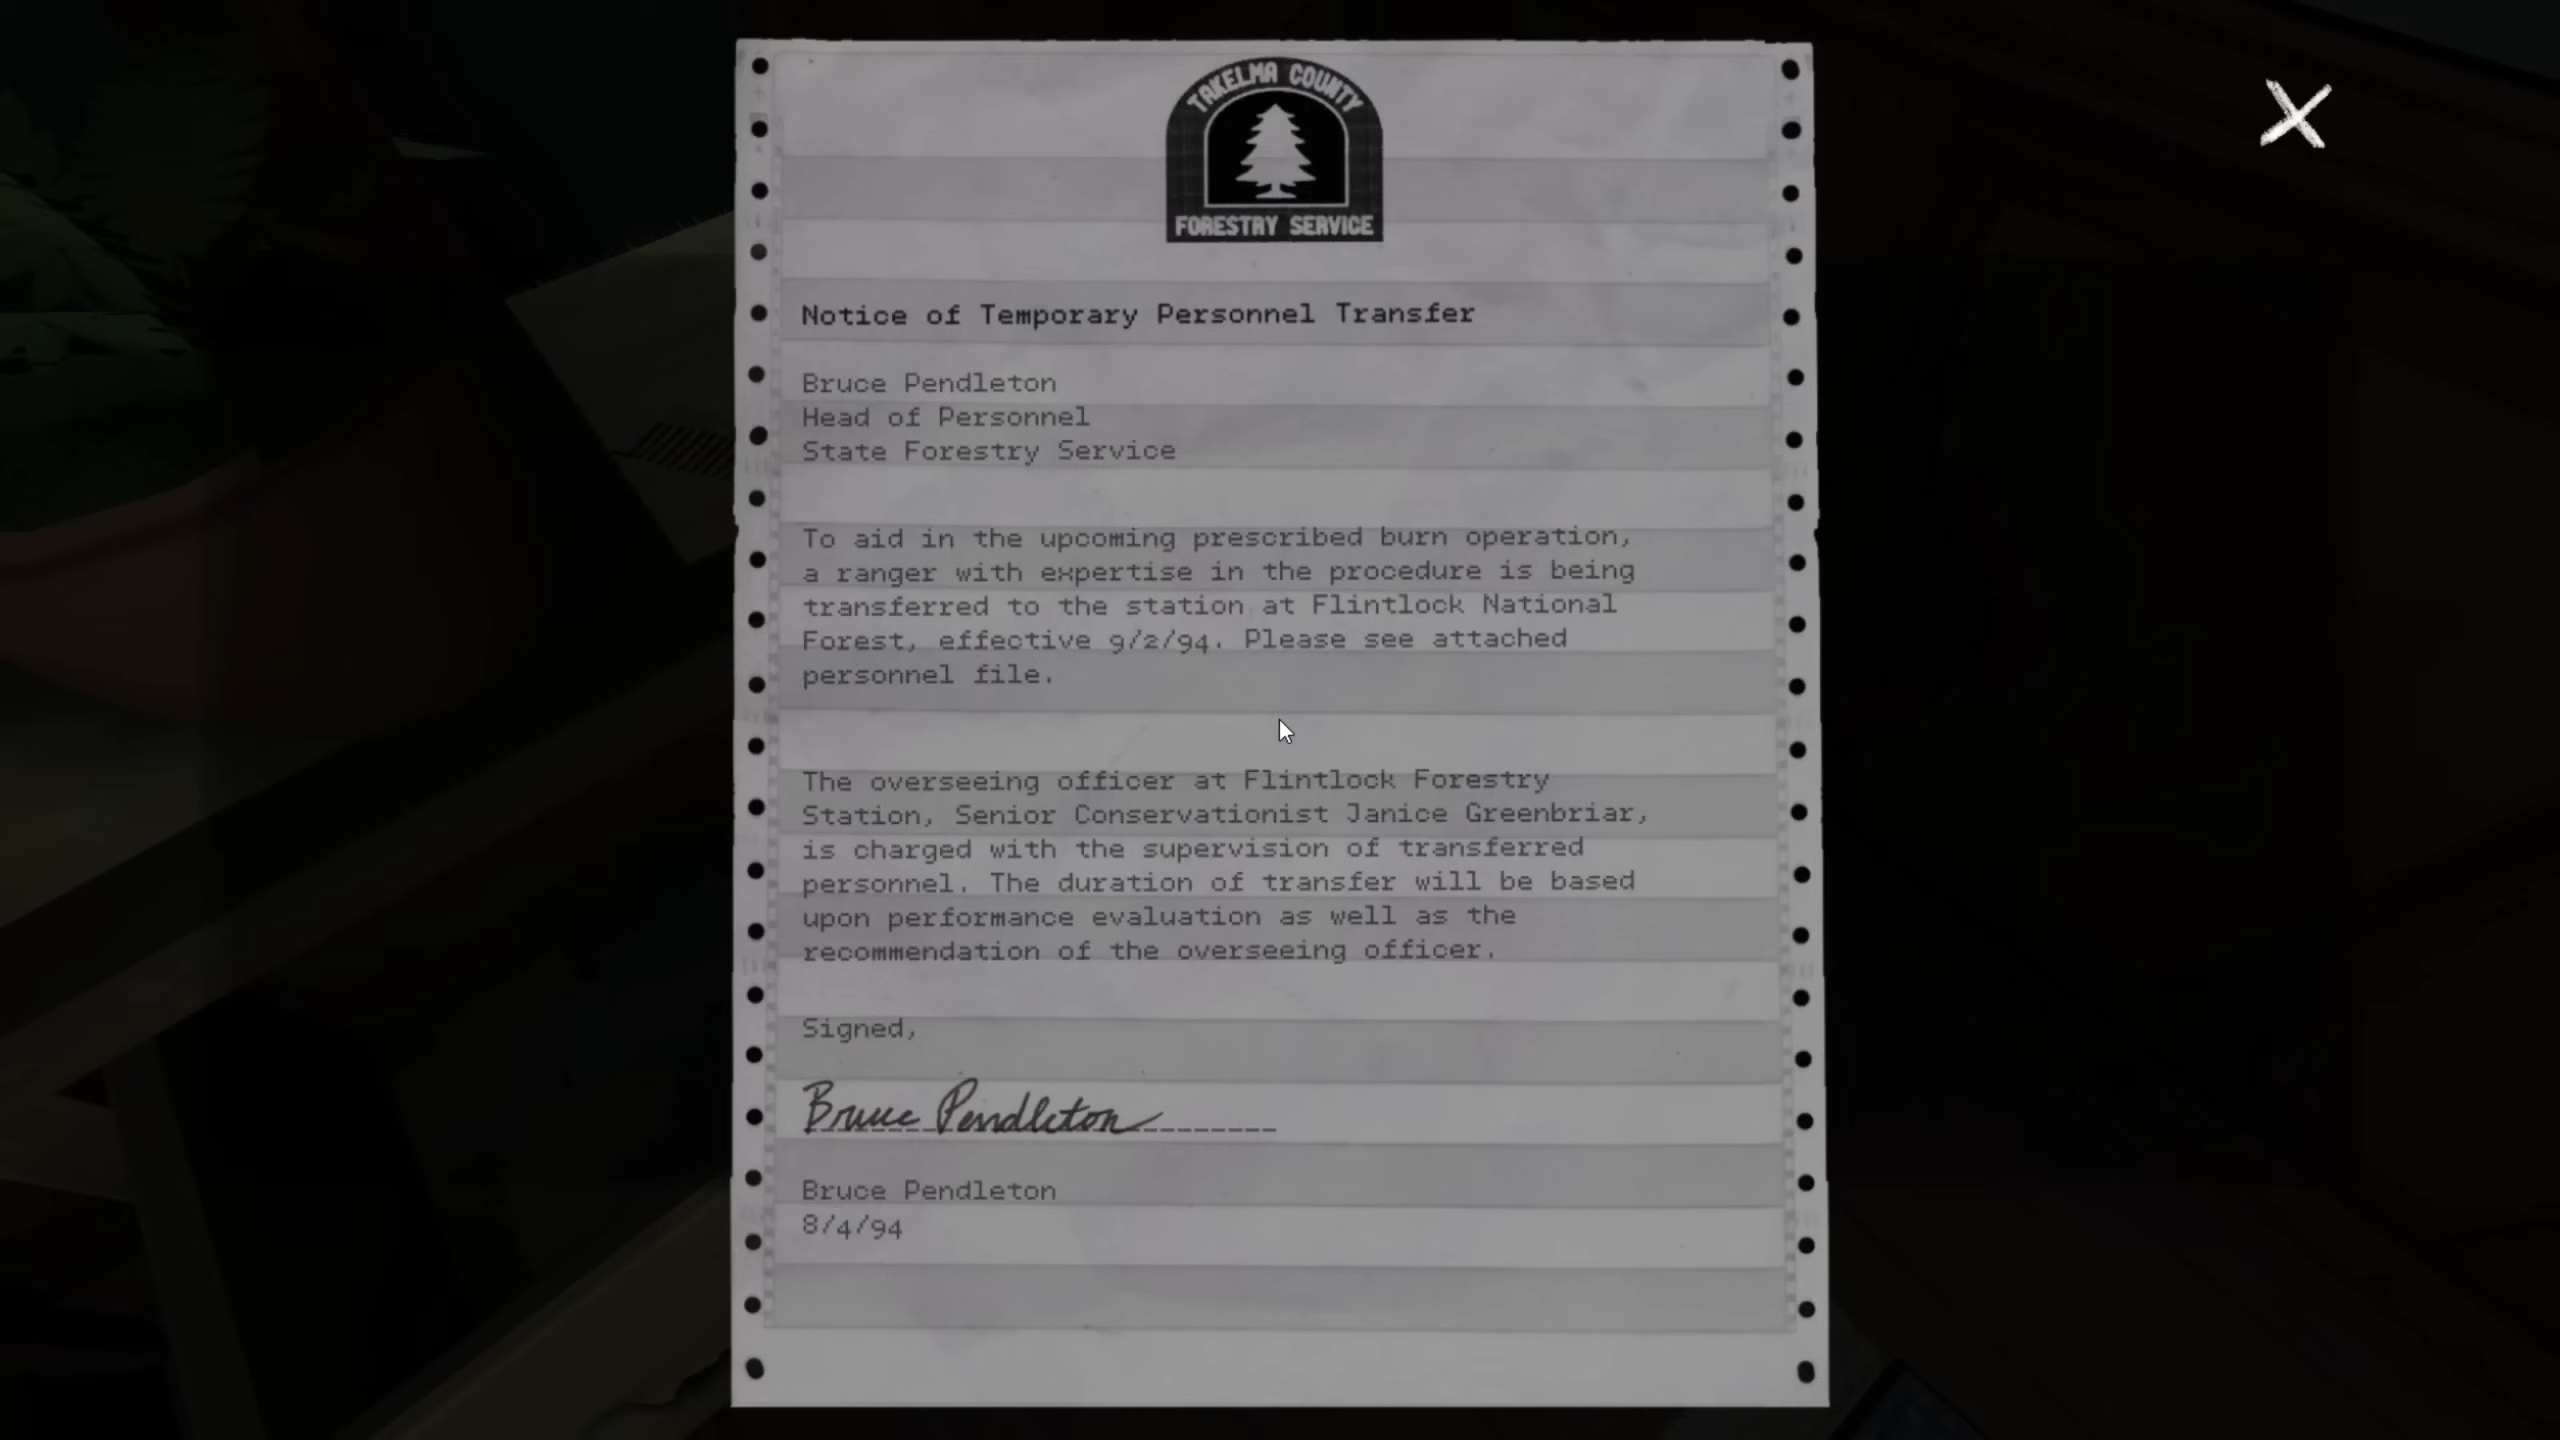 TAKELMA COUNTY
FORESTRY SERVICE
Notice of Temporary Personnel Transfer
Bruce Pendleton
Head of Personnel
State Forestry Service
To aid in the upcoming prescribed burn operation,
a ranger with expertise in the procedure is being
transferred to the station at Flintlock National
Forest, effective 9/2/94. Please see attached
personnel file.
The overseeing officer at Flintlock Forestry
Station, Senior Conservationist Janice Greenbriar,
is charged with the supervision of transferred
personnel. The duration of transfer will be based
upon performance evaluation as well as the
recommendation of the overseeing officer.
Signed,
Bruce Pendleton
Bruce Pendleton
8/4/94